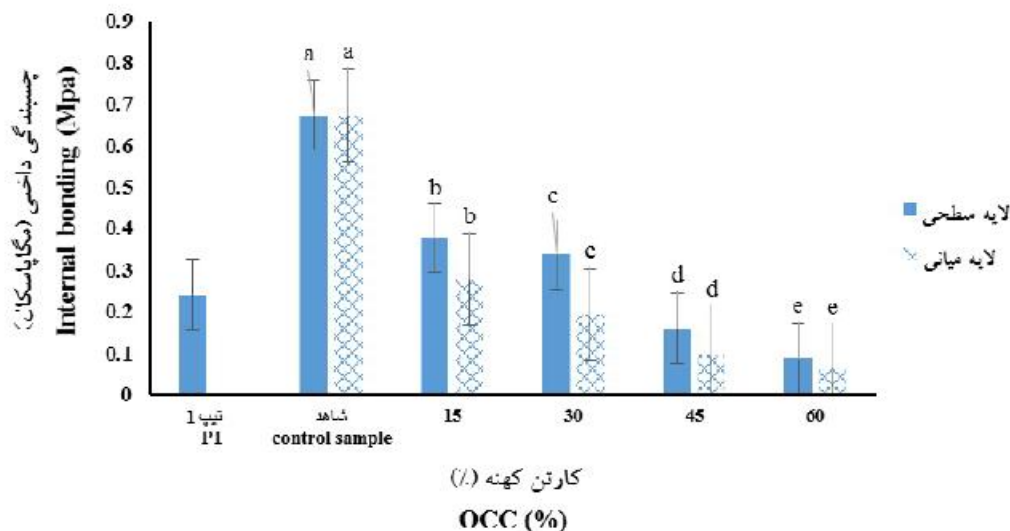 0.9
0.8
0.7
0.6
0.5
0.4
0.3
0.2
0.1
0
چسبندگی داخلی (مگاپاسکال)
Internal bonding (Mpa)
a
a
b
b
c
c
d
d
e
e
لایه سطحی
لایه میانی
تیپ 1
P1
شاهد
control sample
15
30
45
60
کارتن کهنه (٪)
OCC (%)